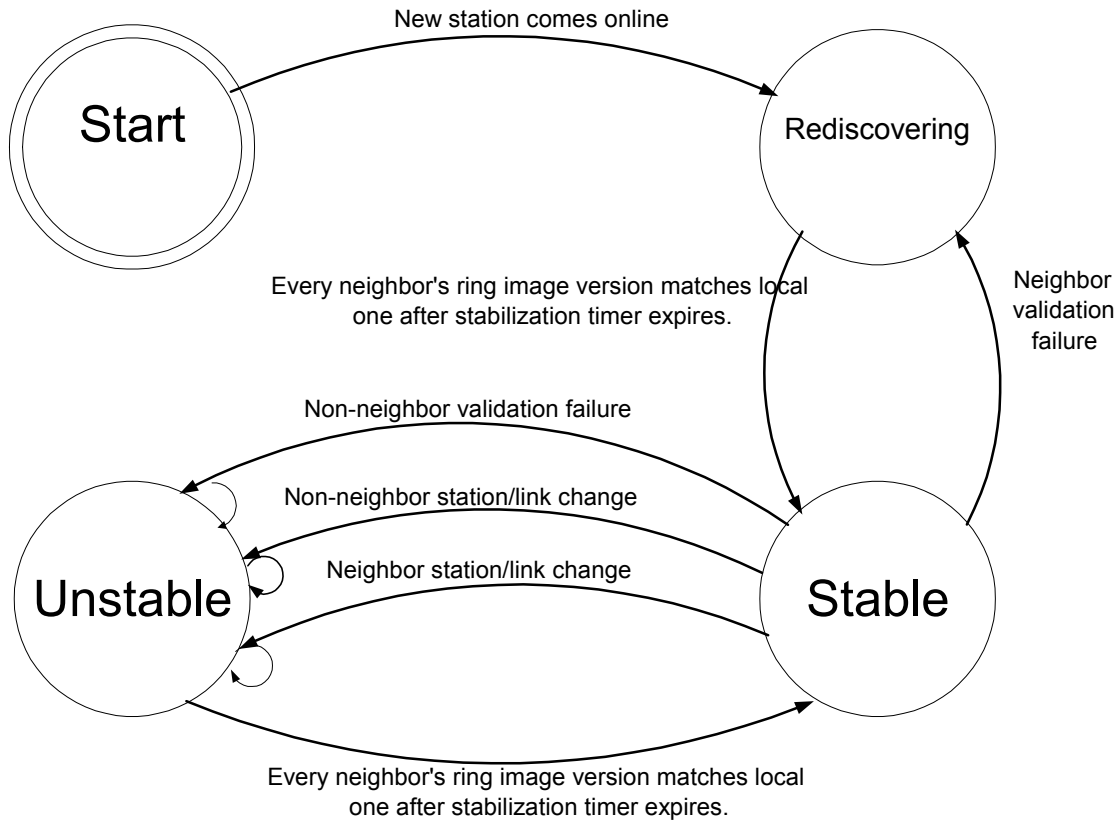 New station comes online
Start
Rediscovering
Every neighbor's ring image version matches local
one after stabilization timer expires.
Neighbor
validation
failure
Non-neighbor validation failure
Non-neighbor station/link change
Neighbor station/link change
Unstable
Stable
Every neighbor's ring image version matches local
one after stabilization timer expires.